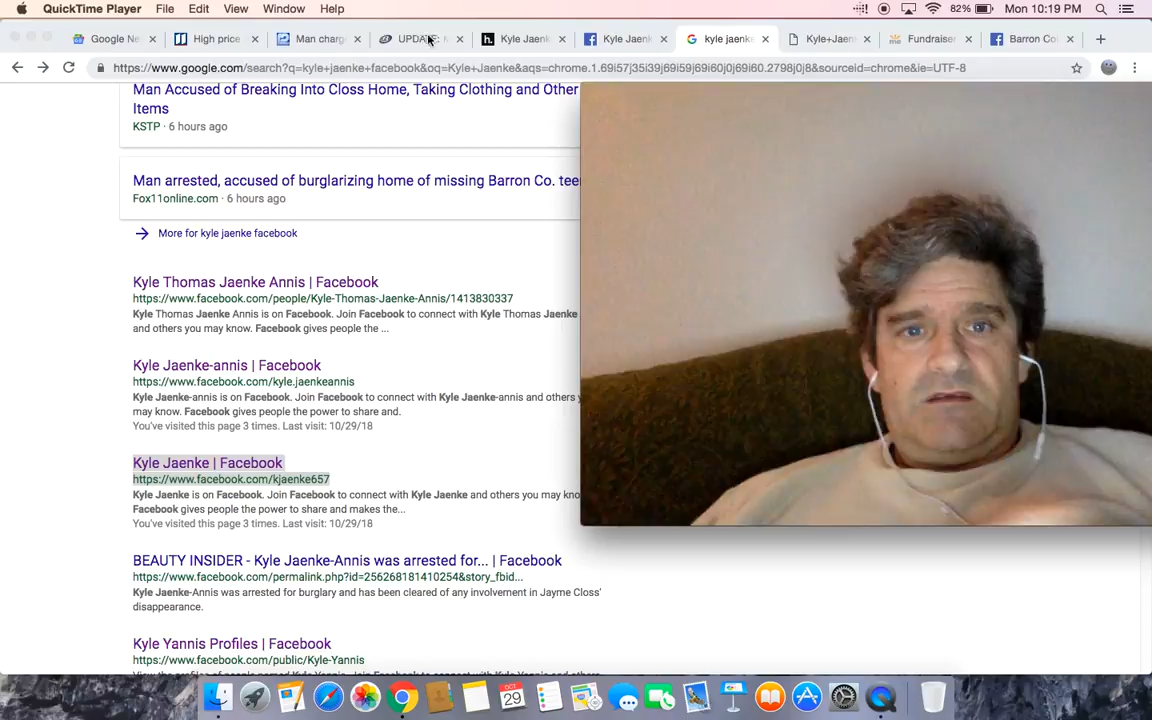 QuickTime Player File Edit View Window Help 82% Mon 10:19 PM
Google Ne High price Man charg UPDATE: Kyle Jaenk Kyle Jaenk kyle jaenke Kyle+Jaen Fundraiser Barron Co
https://www.google.com/search?q=kyle+jaenke+facebook&oq=Kyle+Jaenke&aqs=chrome.1.69i57j35i39j69i59j69i60j0j69i60.2798j0j8&sourceid=chrome&ie=UTF-8
Man Accused of Breaking Into Closs Home, Taking Clothing and Other
Items
KSTP · 6 hours ago
Man arrested, accused of burglarizing home of missing Barron Co. tee
Fox11online.com · 6 hours ago
More for kyle jaenke facebook
Kyle Thomas Jaenke Annis | Facebook
https://www.facebook.com/people/Kyle-Thomas-Jaenke-Annis/1413830337
Kyle Thomas Jaenke Annis is on Facebook. Join Facebook to connect with Kyle Thomas Jaenke
Annis and others you may know. Facebook gives people the ...
Kyle Jaenke-annis | Facebook
https://www.facebook.com/kyle.jaenkeannis
Kyle Jaenke-annis is on Facebook. Join Facebook to connect with Kyle Jaenke-annis and others y
may know. Facebook gives people the power to share and.
You've visited this page 3 times. Last visit: 10/29/18
Kyle Jaenke | Facebook
https://www.facebook.com/kjaenke657
Kyle Jaenke is on Facebook. Join Facebook to connect with Kyle Jaenke and others you may kno
Facebook gives people the power to share and makes the...
You've visited this page 3 times. Last visit: 10/29/18
BEAUTY INSIDER - Kyle Jaenke-Annis was arrested for... | Facebook
https://www.facebook.com/permalink.php?id=256268181410254&story_fbid...
Kyle Jaenke-Annis was arrested for burglary and has been cleared of any involvement in Jayme Closs'
disappearance.
Kyle Yannis Profiles | Facebook
https://www.facebook.com/public/Kyle-Yannis
OCT
29